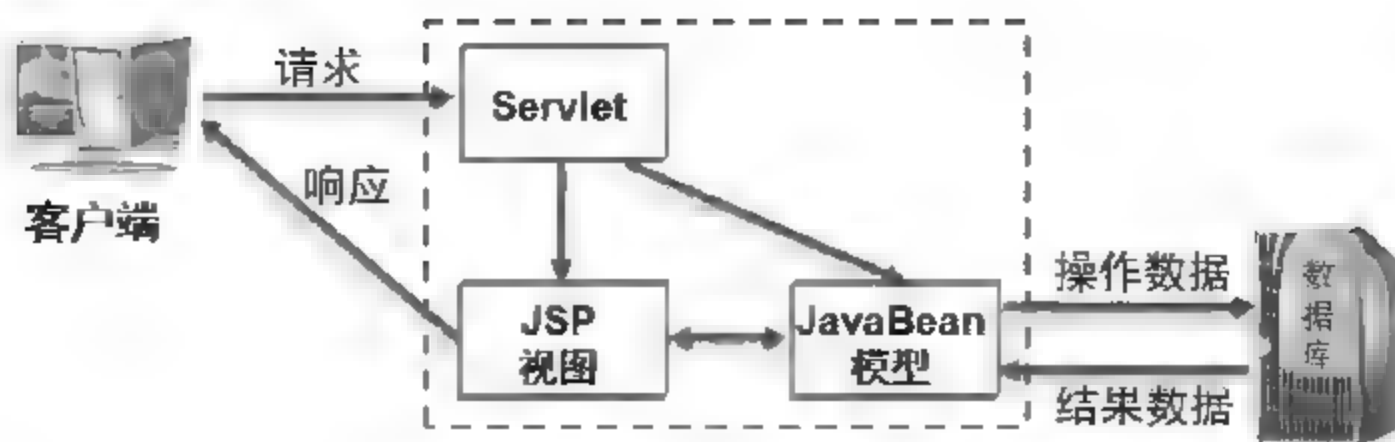 请求
Servlet
响应
客户端
JSP
视图
JavaBean
模型
操作数据
结果数据
数
据
库